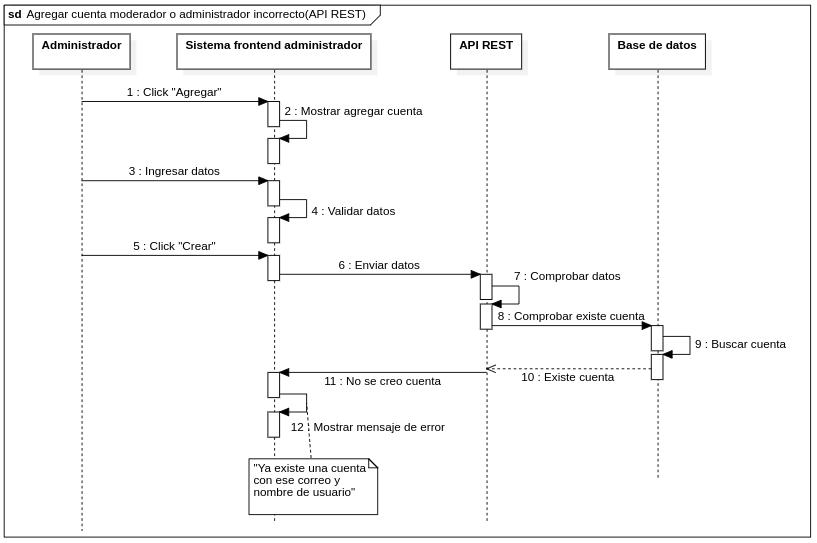 sd Agregar cuenta moderador o administrador incorrecto(API REST)
Administrador
Sistema frontend administrador
API REST
Base de datos
1 : Click "Agregar"
2 : Mostrar agregar cuenta
3 : Ingresar datos
4 : Validar datos
5 : Click "Crear"
6 : Enviar datos
7 : Comprobar datos
8 : Comprobar existe cuenta
9 : Buscar cuenta
10 : Existe cuenta
11 : No se creo cuenta
12 : Mostrar mensaje de error
"Ya existe una cuenta
con ese correo y
nombre de usuario"